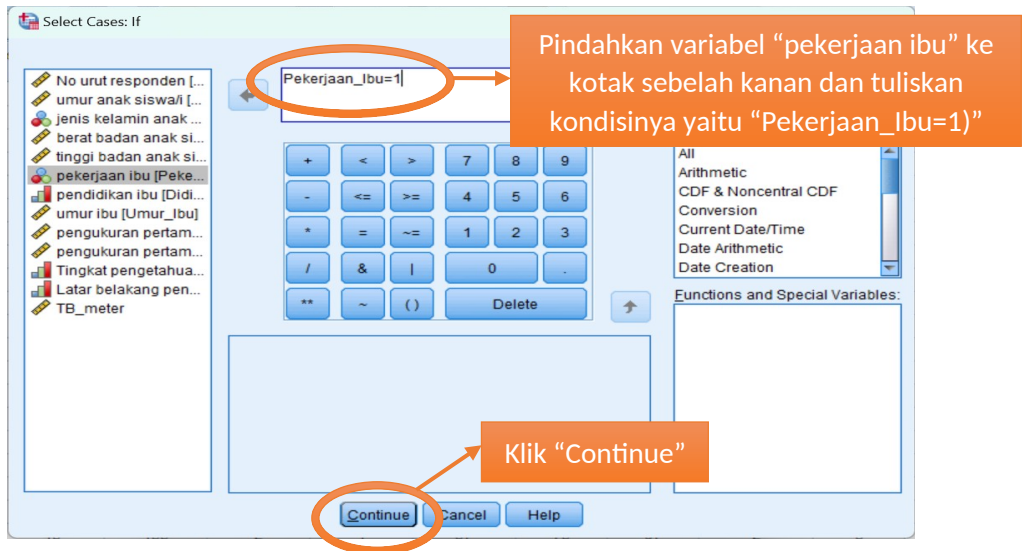 Select Cases: If
Pindahkan variabel “pekerjaan ibu” ke
kotak sebelah kanan dan tuliskan
kondisinya yaitu “Pekerjaan_Ibu=1)”
Pekerjaan_Ibu=1
No urut responden [...
umur anak siswa/i [...
jenis kelamin anak ...
berat badan anak si...
tinggi badan anak si...
pekerjaan ibu [Peke...
pendidikan ibu [Didi...
umur ibu [Umur_Ibu]
pengukuran pertam...
pengukuran pertam...
Tingkat pengetahua...
Latar belakang pen...
TB_meter
+ < > 7 8 9
- <= >= 4 5 6
* = ~= 1 2 3
/ & | 0 .
** ~ ( ) Delete
All
Arithmetic
CDF & Noncentral CDF
Conversion
Current Date/Time
Date Arithmetic
Date Creation
Functions and Special Variables:
Klik “Continue”
Continue Cancel Help